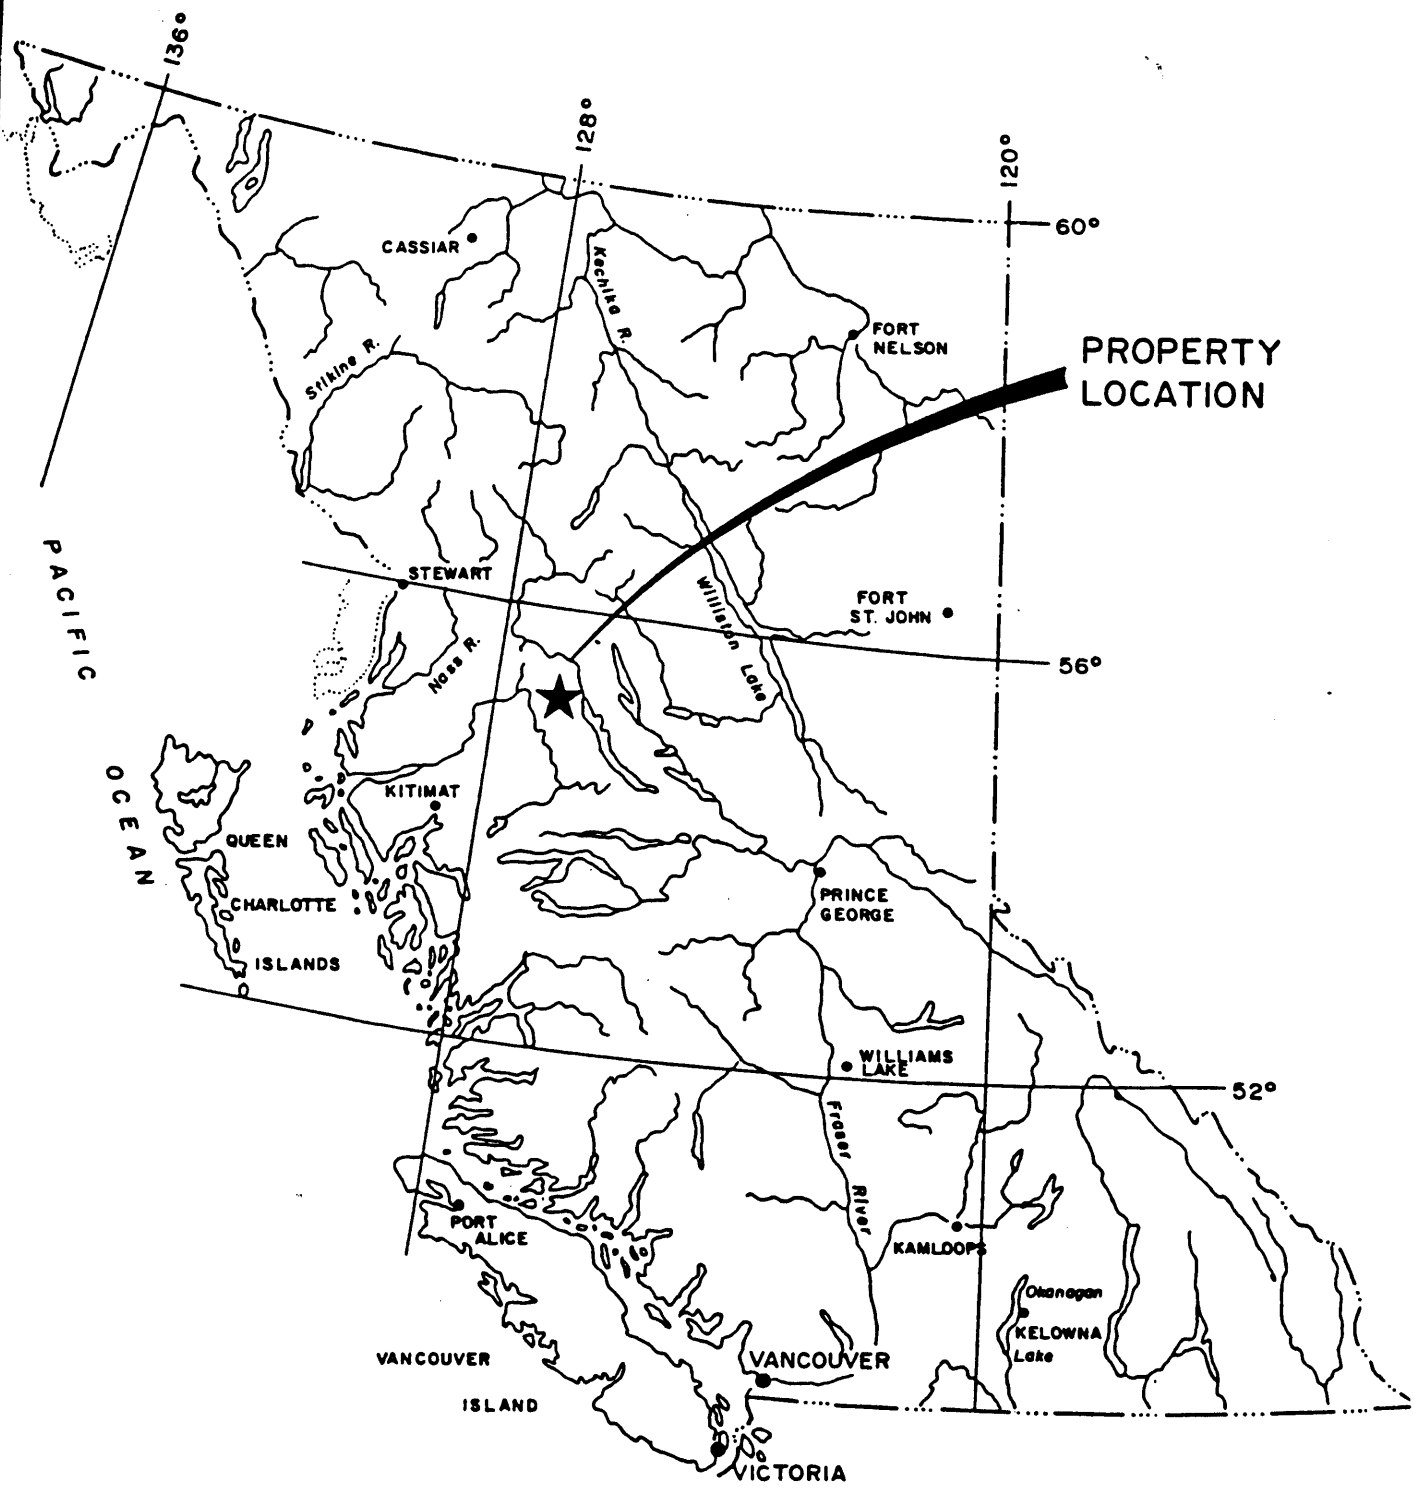 136°
128°
120°
60°
CASSIAR
Kechika R.
FORT
NELSON
PROPERTY
LOCATION
Stikine R.
PACIFIC
OCEAN
STEWART
Williston Lake
FORT
ST. JOHN
56°
Nass R.
KITIMAT
QUEEN
CHARLOTTE
ISLANDS
PRINCE
GEORGE
WILLIAMS
LAKE
52°
Fraser River
PORT
ALICE
KAMLOOPS
Okanagan
KELOWNA
Lake
VANCOUVER
ISLAND
VANCOUVER
VICTORIA